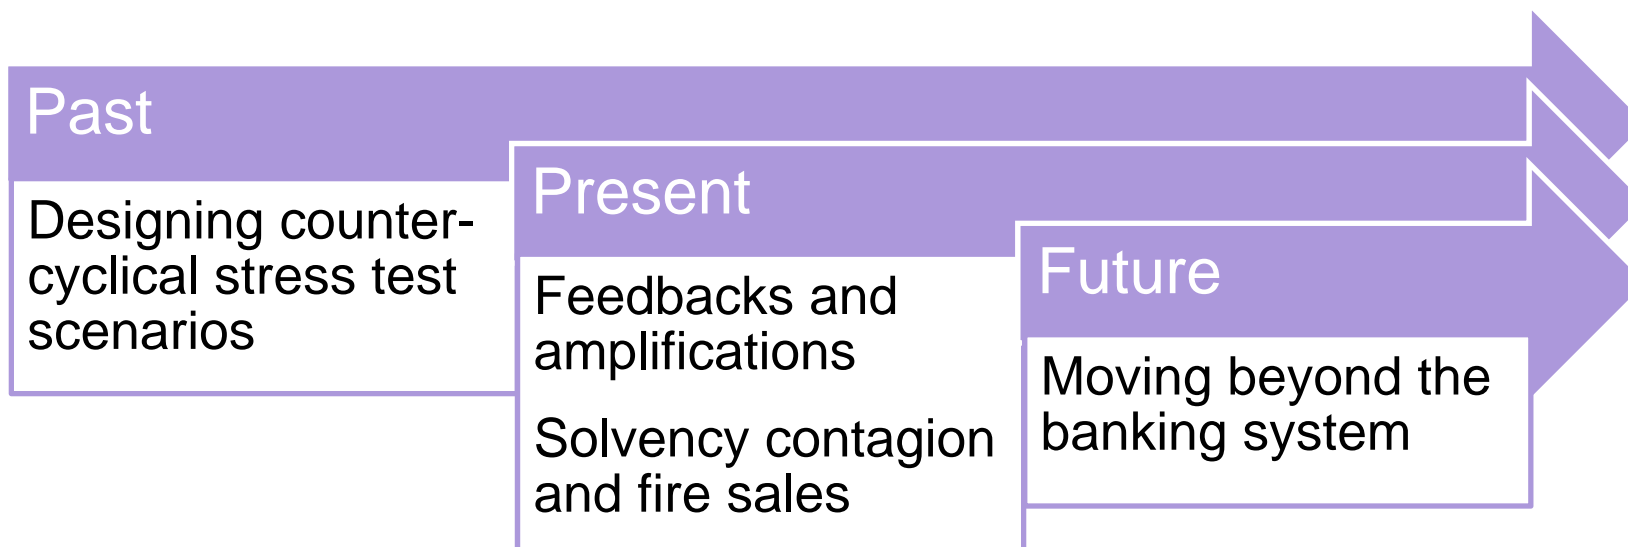 Past
Designing counter-
cyclical stress test
scenarios
Present
Feedbacks and
amplifications
Solvency contagion
and fire sales
Future
Moving beyond the
banking system